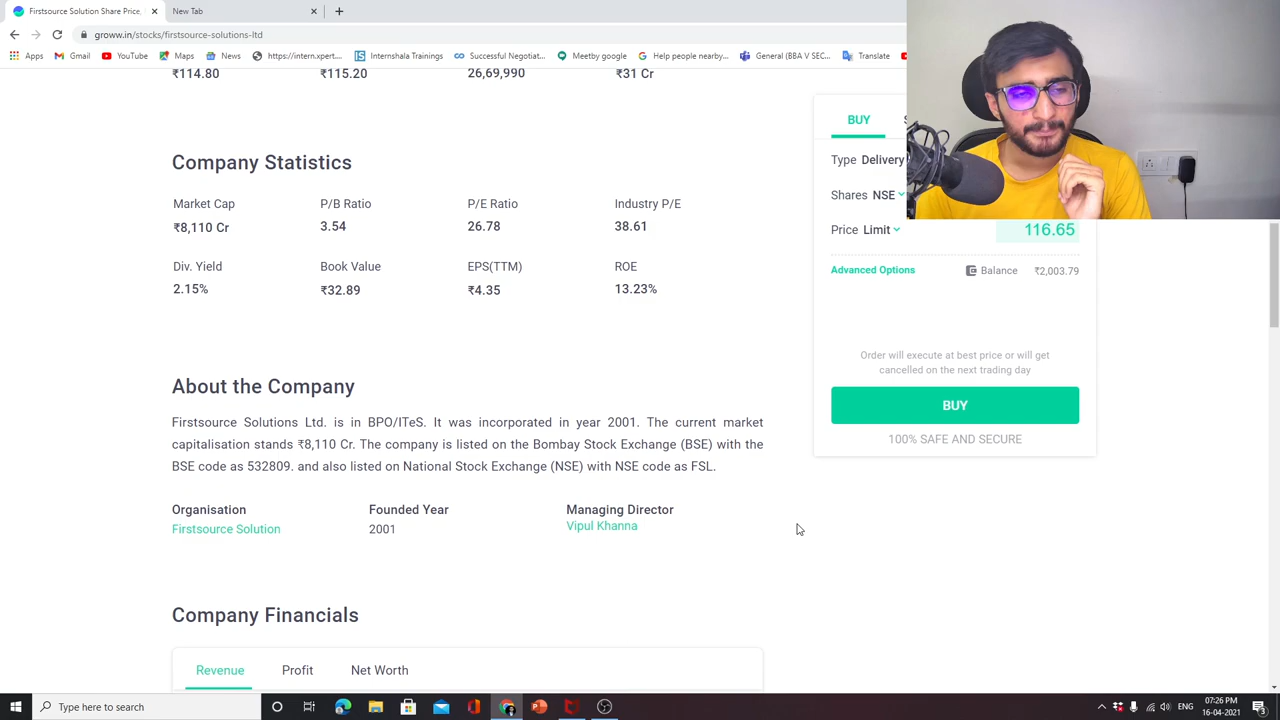 Firstsource Solution Share Price
New Tab
groww.in/stocks/firstsource-solutions-ltd
Apps
Gmail
YouTube
Maps
News
https://intern.xpert...
Internshala Trainings
Successful Negotiat...
Meetby google
Help people nearby...
General (BBA V SEC...
Translate
₹114.80
₹115.20
26,69,990
₹31 Cr
Company Statistics
Market Cap
P/B Ratio
P/E Ratio
Industry P/E
₹8,110 Cr
3.54
26.78
38.61
Div. Yield
Book Value
EPS(TTM)
ROE
2.15%
₹32.89
₹4.35
13.23%
About the Company
Firstsource Solutions Ltd. is in BPO/ITeS. It was incorporated in year 2001. The current market
capitalisation stands ₹8,110 Cr. The company is listed on the Bombay Stock Exchange (BSE) with the
BSE code as 532809. and also listed on National Stock Exchange (NSE) with NSE code as FSL.
Organisation
Founded Year
Managing Director
Firstsource Solution
2001
Vipul Khanna
Company Financials
Revenue
Profit
Net Worth
BUY
Type Delivery
Shares NSE
Price Limit
116.65
Advanced Options
Balance
₹2,003.79
Order will execute at best price or will get
cancelled on the next trading day
BUY
100% SAFE AND SECURE
Type here to search
ENG
07:26 PM
16-04-2021